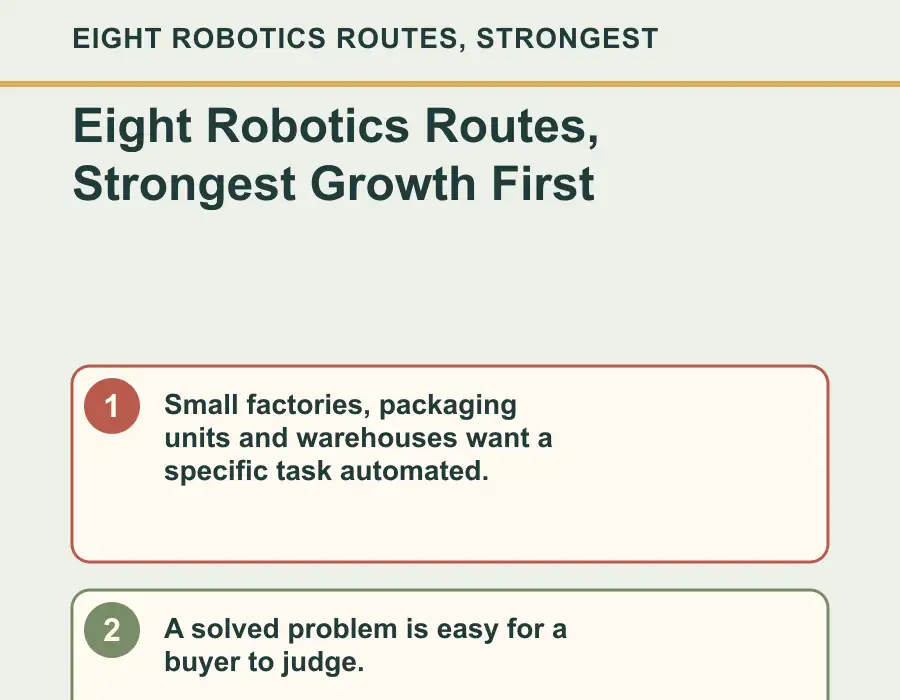 EIGHT ROBOTICS ROUTES, STRONGEST
Eight Robotics Routes,
Strongest Growth First
1
Small factories, packaging
units and warehouses want a
specific task automated.
2
A solved problem is easy for a
buyer to judge.